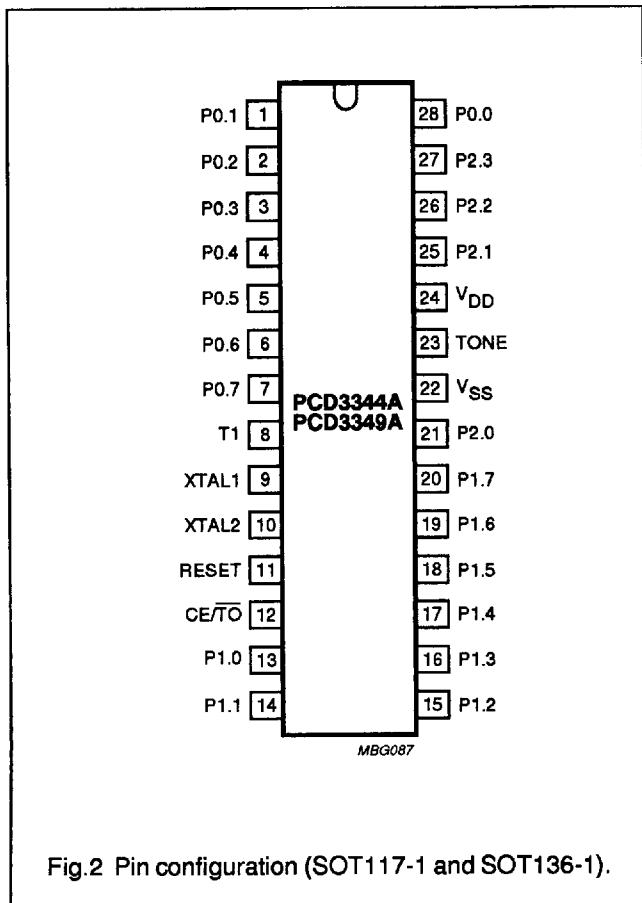 P0.1 1 28 P0.0
P0.2 2 27 P2.3
P0.3 3 26 P2.2
P0.4 4 25 P2.1
P0.5 5 24 VDD
P0.6 6 23 TONE
P0.7 7 22 VSS
PCD3344A
PCD3349A
T1 8 21 P2.0
XTAL1 9 20 P1.7
XTAL2 10 19 P1.6
RESET 11 18 P1.5
CE/T̅O̅ 12 17 P1.4
P1.0 13 16 P1.3
P1.1 14 15 P1.2
MBG087
Fig.2 Pin configuration (SOT117-1 and SOT136-1).